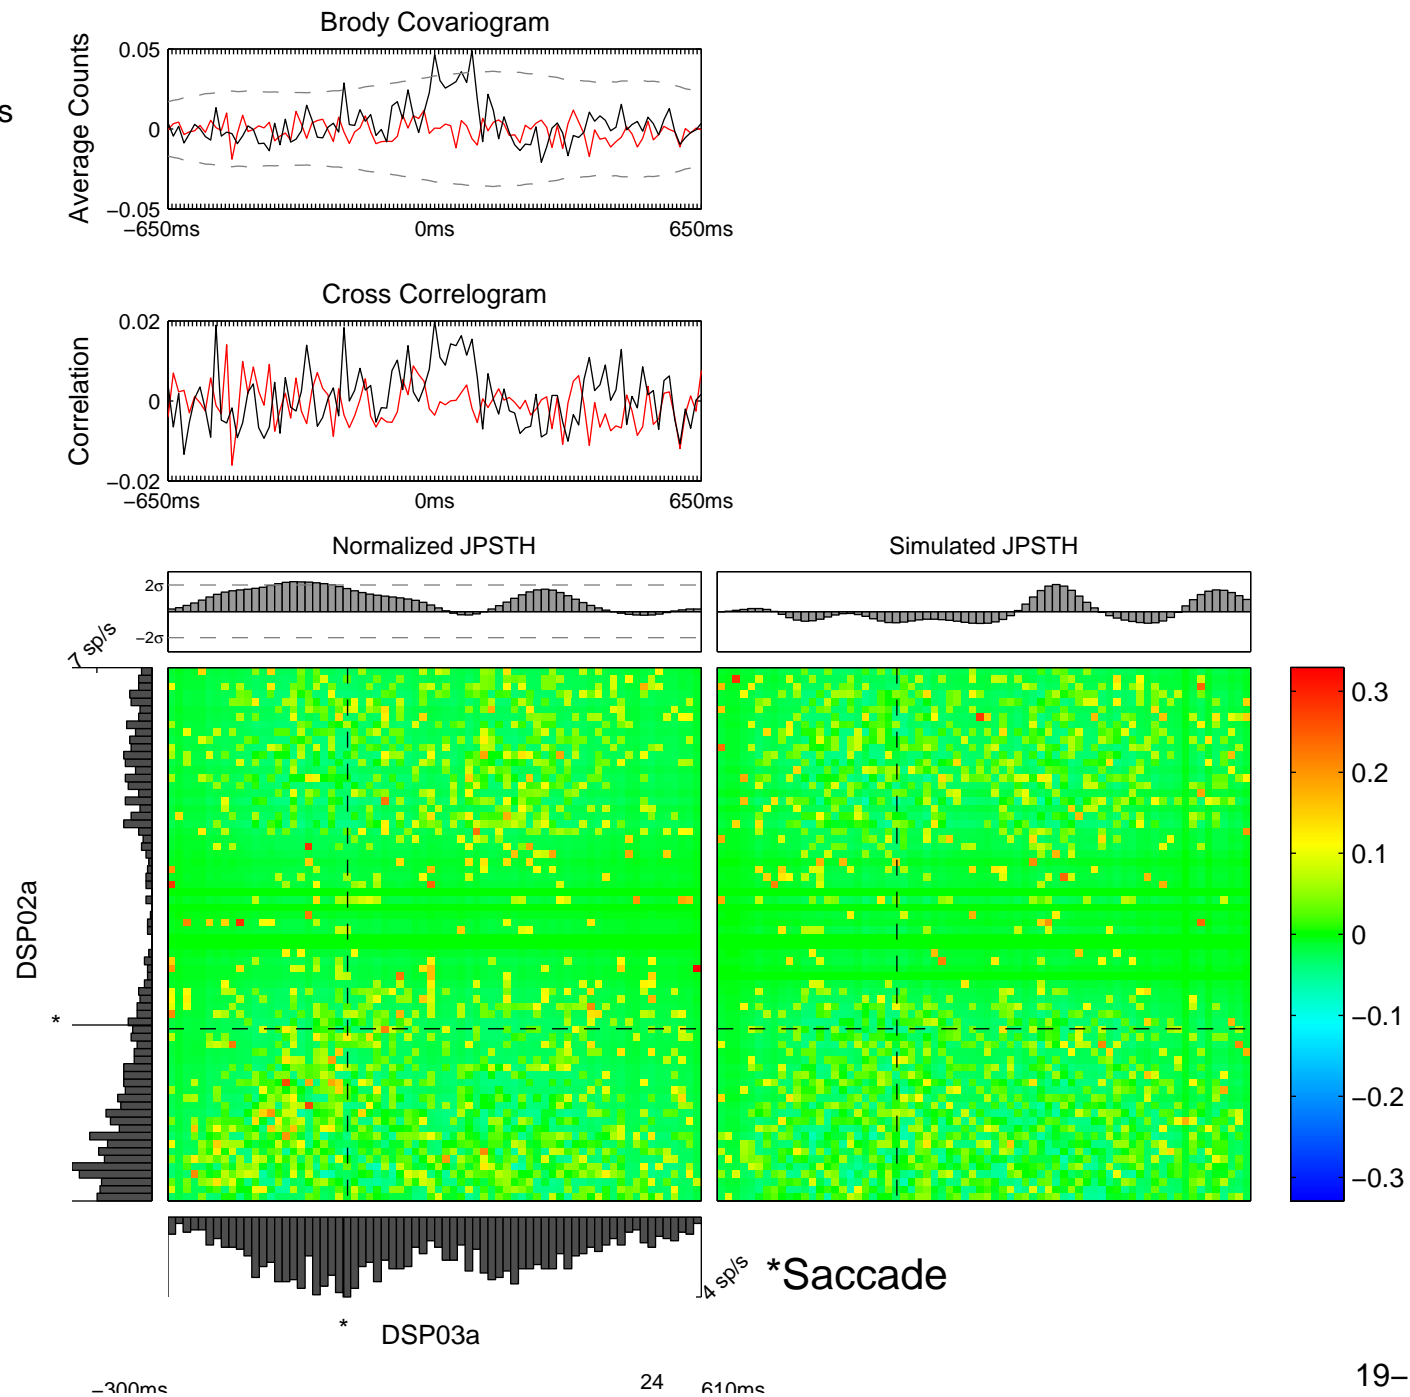 Brody Covariogram
s
Average Counts
0.05
0
−0.05
−650ms
0ms
650ms
Cross Correlogram
Correlation
0.02
0
−0.02
−650ms
0ms
650ms
Normalized JPSTH
Simulated JPSTH
2σ
−2σ
7 sp/s
DSP02a
*
0.3
0.2
0.1
0
−0.1
−0.2
−0.3
4 sp/s
*Saccade
*
DSP03a
−300ms
24
610ms
19−